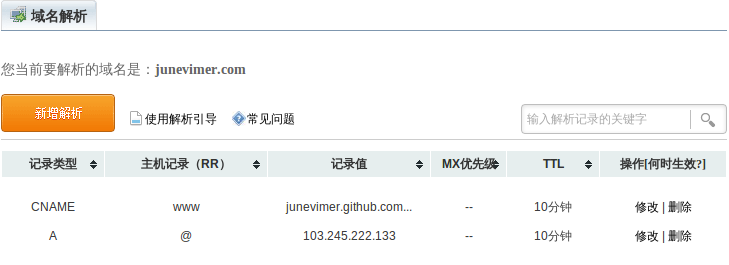 域名解析
您当前要解析的域名是：junevimer.com
新增解析 使用解析引导 常见问题 输入解析记录的关键字
记录类型 主机记录（RR） 记录值 MX优先级 TTL 操作[何时生效?]
CNAME www junevimer.github.com... -- 10分钟 修改 | 删除
A @ 103.245.222.133 -- 10分钟 修改 | 删除